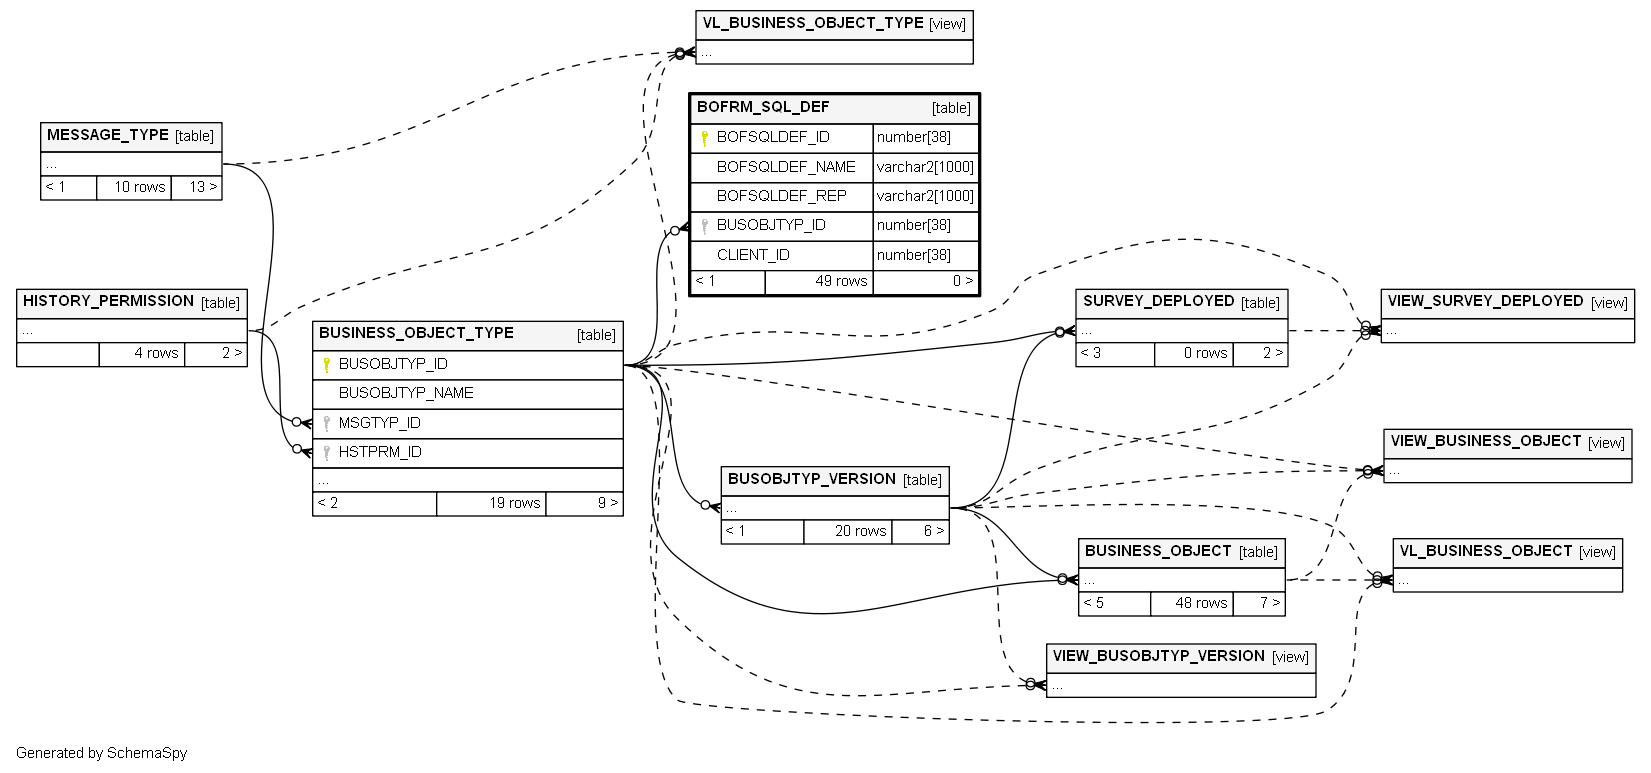 VL_BUSINESS_OBJECT_TYPE [view]
...
BOFRM_SQL_DEF [table]
BOFSQLDEF_ID number[38]
BOFSQLDEF_NAME varchar2[1000]
BOFSQLDEF_REP varchar2[1000]
BUSOBJTYP_ID number[38]
CLIENT_ID number[38]
< 1 49 rows 0 >
MESSAGE_TYPE [table]
...
< 1 10 rows 13 >
HISTORY_PERMISSION [table]
...
4 rows 2 >
BUSINESS_OBJECT_TYPE [table]
BUSOBJTYP_ID
BUSOBJTYP_NAME
MSGTYP_ID
HSTPRM_ID
...
< 2 19 rows 9 >
SURVEY_DEPLOYED [table]
...
< 3 0 rows 2 >
VIEW_SURVEY_DEPLOYED [view]
...
VIEW_BUSINESS_OBJECT [view]
...
BUSOBJTYP_VERSION [table]
...
< 1 20 rows 6 >
BUSINESS_OBJECT [table]
...
< 5 48 rows 7 >
VL_BUSINESS_OBJECT [view]
...
VIEW_BUSOBJTYP_VERSION [view]
...
Generated by SchemaSpy